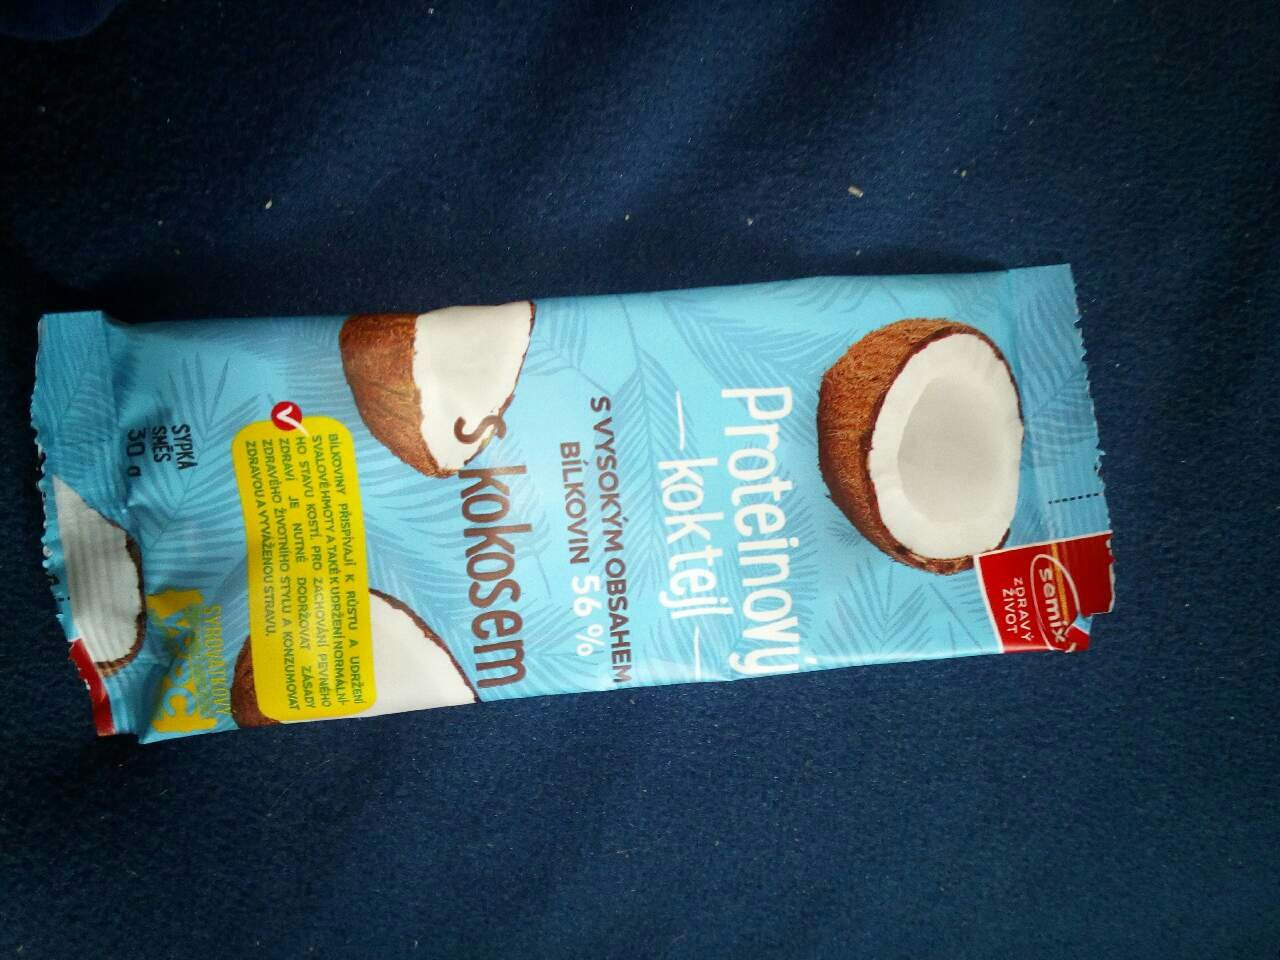 semix
ZDRAVÝ
ŽIVOT
Proteinový
koktejl
S VYSOKÝM OBSAHEM
BÍLKOVIN 56 %
s kokosem
BÍLKOVINY PŘISPÍVAJÍ K RŮSTU A UDRŽENÍ
SVALOVÉ HMOTY A TAKÉ K UDRŽENÍ NORMÁLNÍ-
HO STAVU KOSTÍ. PRO ZACHOVÁNÍ PEVNÉHO
ZDRAVÍ JE NUTNÉ DODRŽOVAT ZÁSADY
ZDRAVÉHO ŽIVOTNÍHO STYLU A KONZUMOVAT
ZDRAVOU A VYVÁŽENOU STRAVU.
SYPKÁ
SMĚS
30 g
SYROVÁTKOVÝ